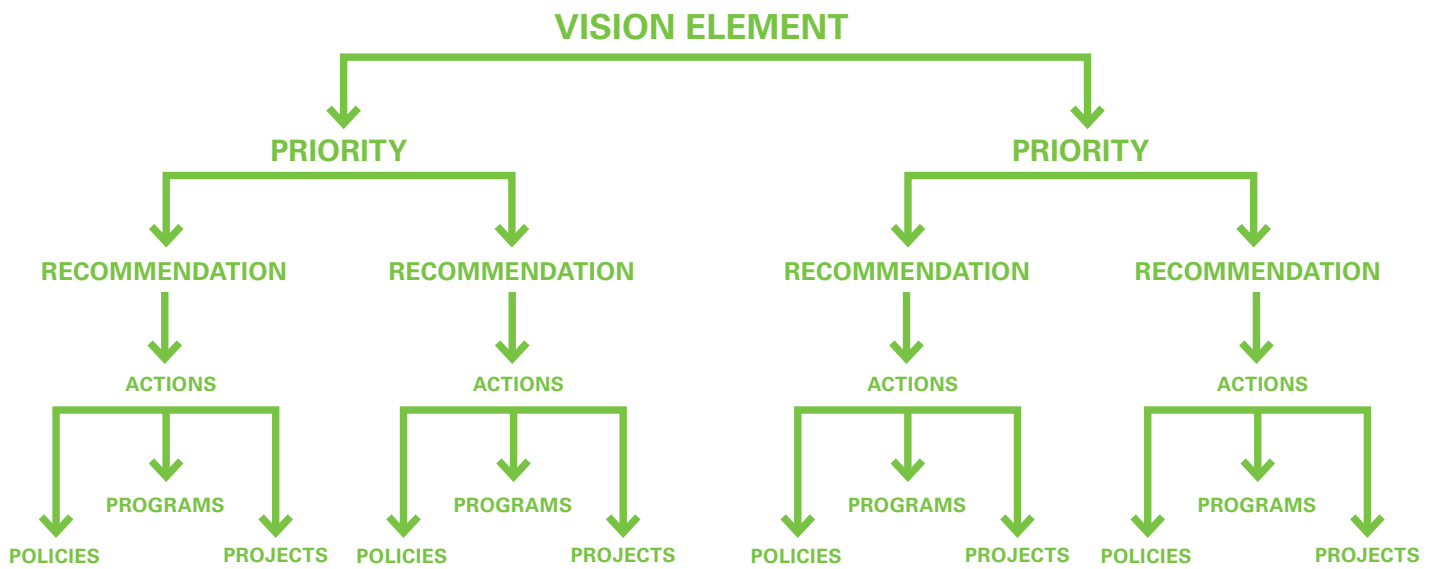 VISION ELEMENT
PRIORITY PRIORITY
RECOMMENDATION RECOMMENDATION RECOMMENDATION RECOMMENDATION
ACTIONS ACTIONS ACTIONS ACTIONS
PROGRAMS PROGRAMS PROGRAMS PROGRAMS
POLICIES PROJECTS POLICIES PROJECTS POLICIES PROJECTS POLICIES PROJECTS